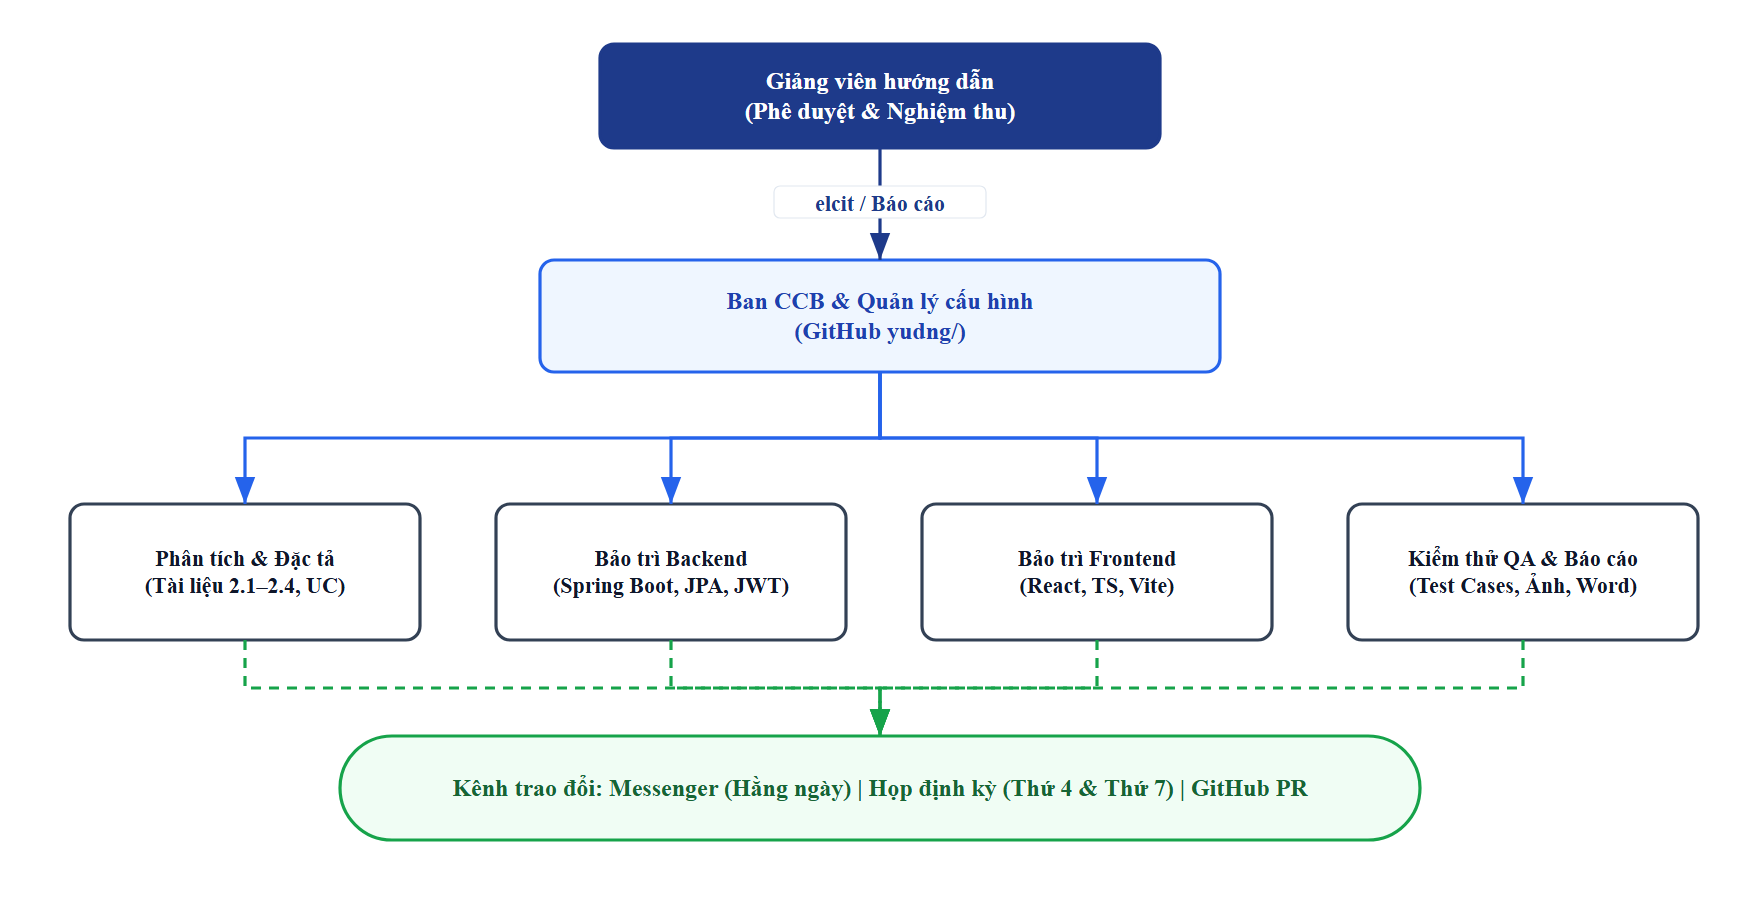 Giảng viên hướng dẫn
(Phê duyệt & Nghiệm thu)
elcit / Báo cáo
Ban CCB & Quản lý cấu hình
(GitHub yudng/)
Phân tích & Đặc tả
(Tài liệu 2.1–2.4, UC)
Bảo trì Backend
(Spring Boot, JPA, JWT)
Bảo trì Frontend
(React, TS, Vite)
Kiểm thử QA & Báo cáo
(Test Cases, Ảnh, Word)
Kênh trao đổi: Messenger (Hằng ngày) | Họp định kỳ (Thứ 4 & Thứ 7) | GitHub PR